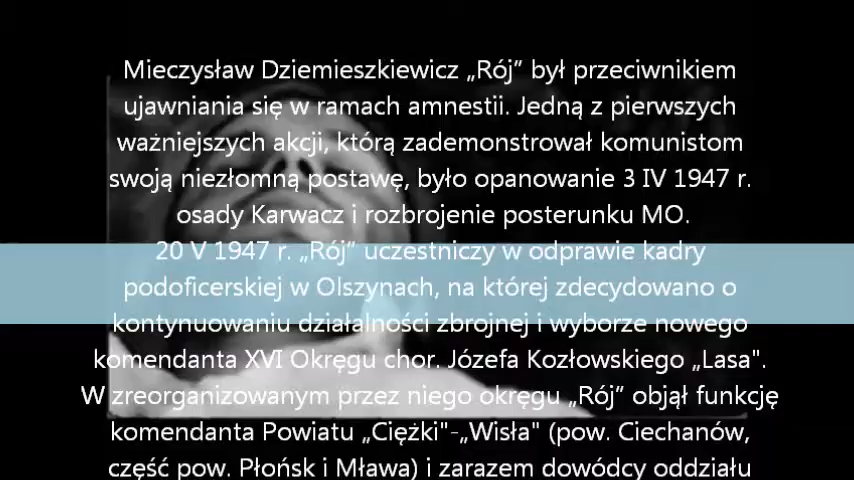 Mieczysław Dziemieszkiewicz „Rój” był przeciwnikiem
ujawniania się w ramach amnestii. Jedną z pierwszych
ważniejszych akcji, którą zademonstrował komunistom
swoją niezłomną postawę, było opanowanie 3 IV 1947 r.
osady Karwacz i rozbrojenie posterunku MO.
20 V 1947 r. „Rój” uczestniczy w odprawie kadry
podoficerskiej w Olszynach, na której zdecydowano o
kontynuowaniu działalności zbrojnej i wyborze nowego
komendanta XVI Okręgu chor. Józefa Kozłowskiego „Lasa".
W zreorganizowanym przez niego okręgu „Rój” objął funkcję
komendanta Powiatu „Ciężki"-„Wisła" (pow. Ciechanów,
część pow. Płońsk i Mława) i zarazem dowódcy oddziału